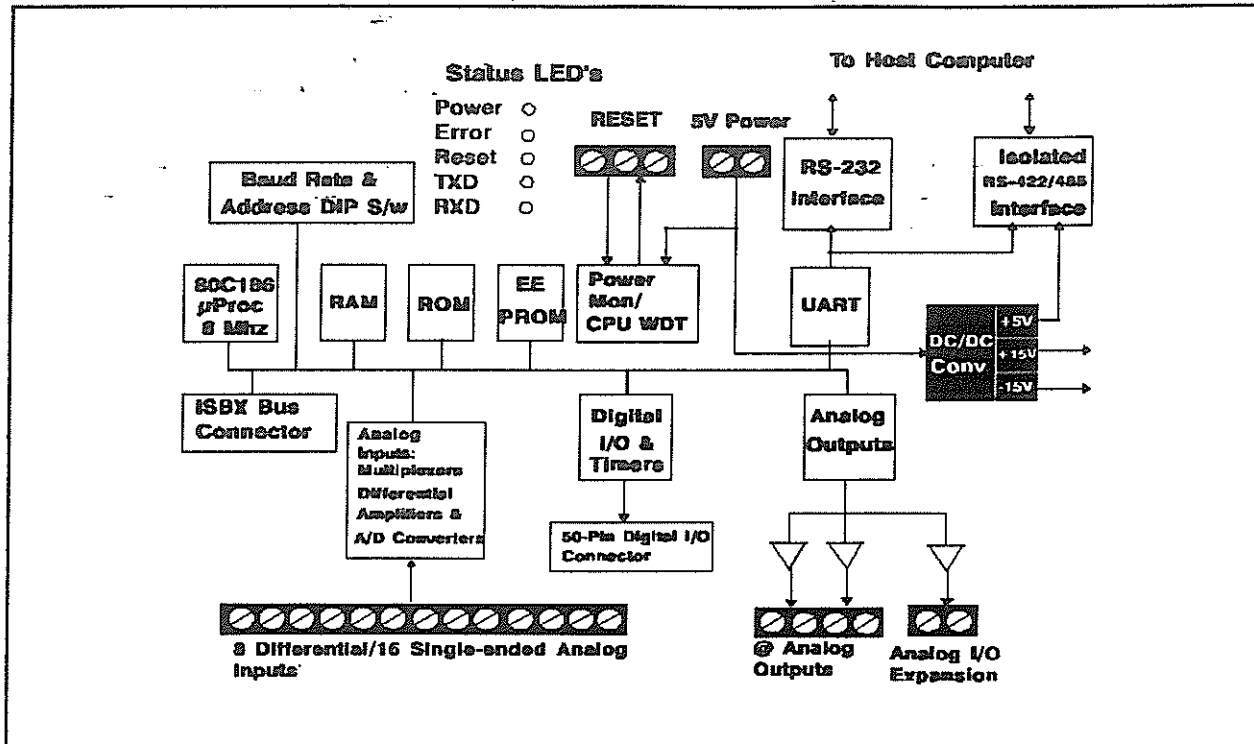 To Host Computer
Status LED's
Power
Error
Reset
TXD
RXD
RESET
5V Power
RS-232
Interface
Isolated
RS-422/485
Interface
Baud Rate &
Address DIP S/w
80C186
µProc
8 Mhz
RAM
ROM
EE
PROM
Power
Mon/
CPU WDT
UART
DC/DC
Conv
+5V
+15V
-15V
iSBX Bus
Connector
Analog
Inputs:
Multiplexers
Differential
Amplifiers &
A/D Converters
Digital
I/O &
Timers
Analog
Outputs
50-Pin Digital I/O
Connector
8 Differential/16 Single-ended Analog
Inputs
@ Analog
Outputs
Analog I/O
Expansion